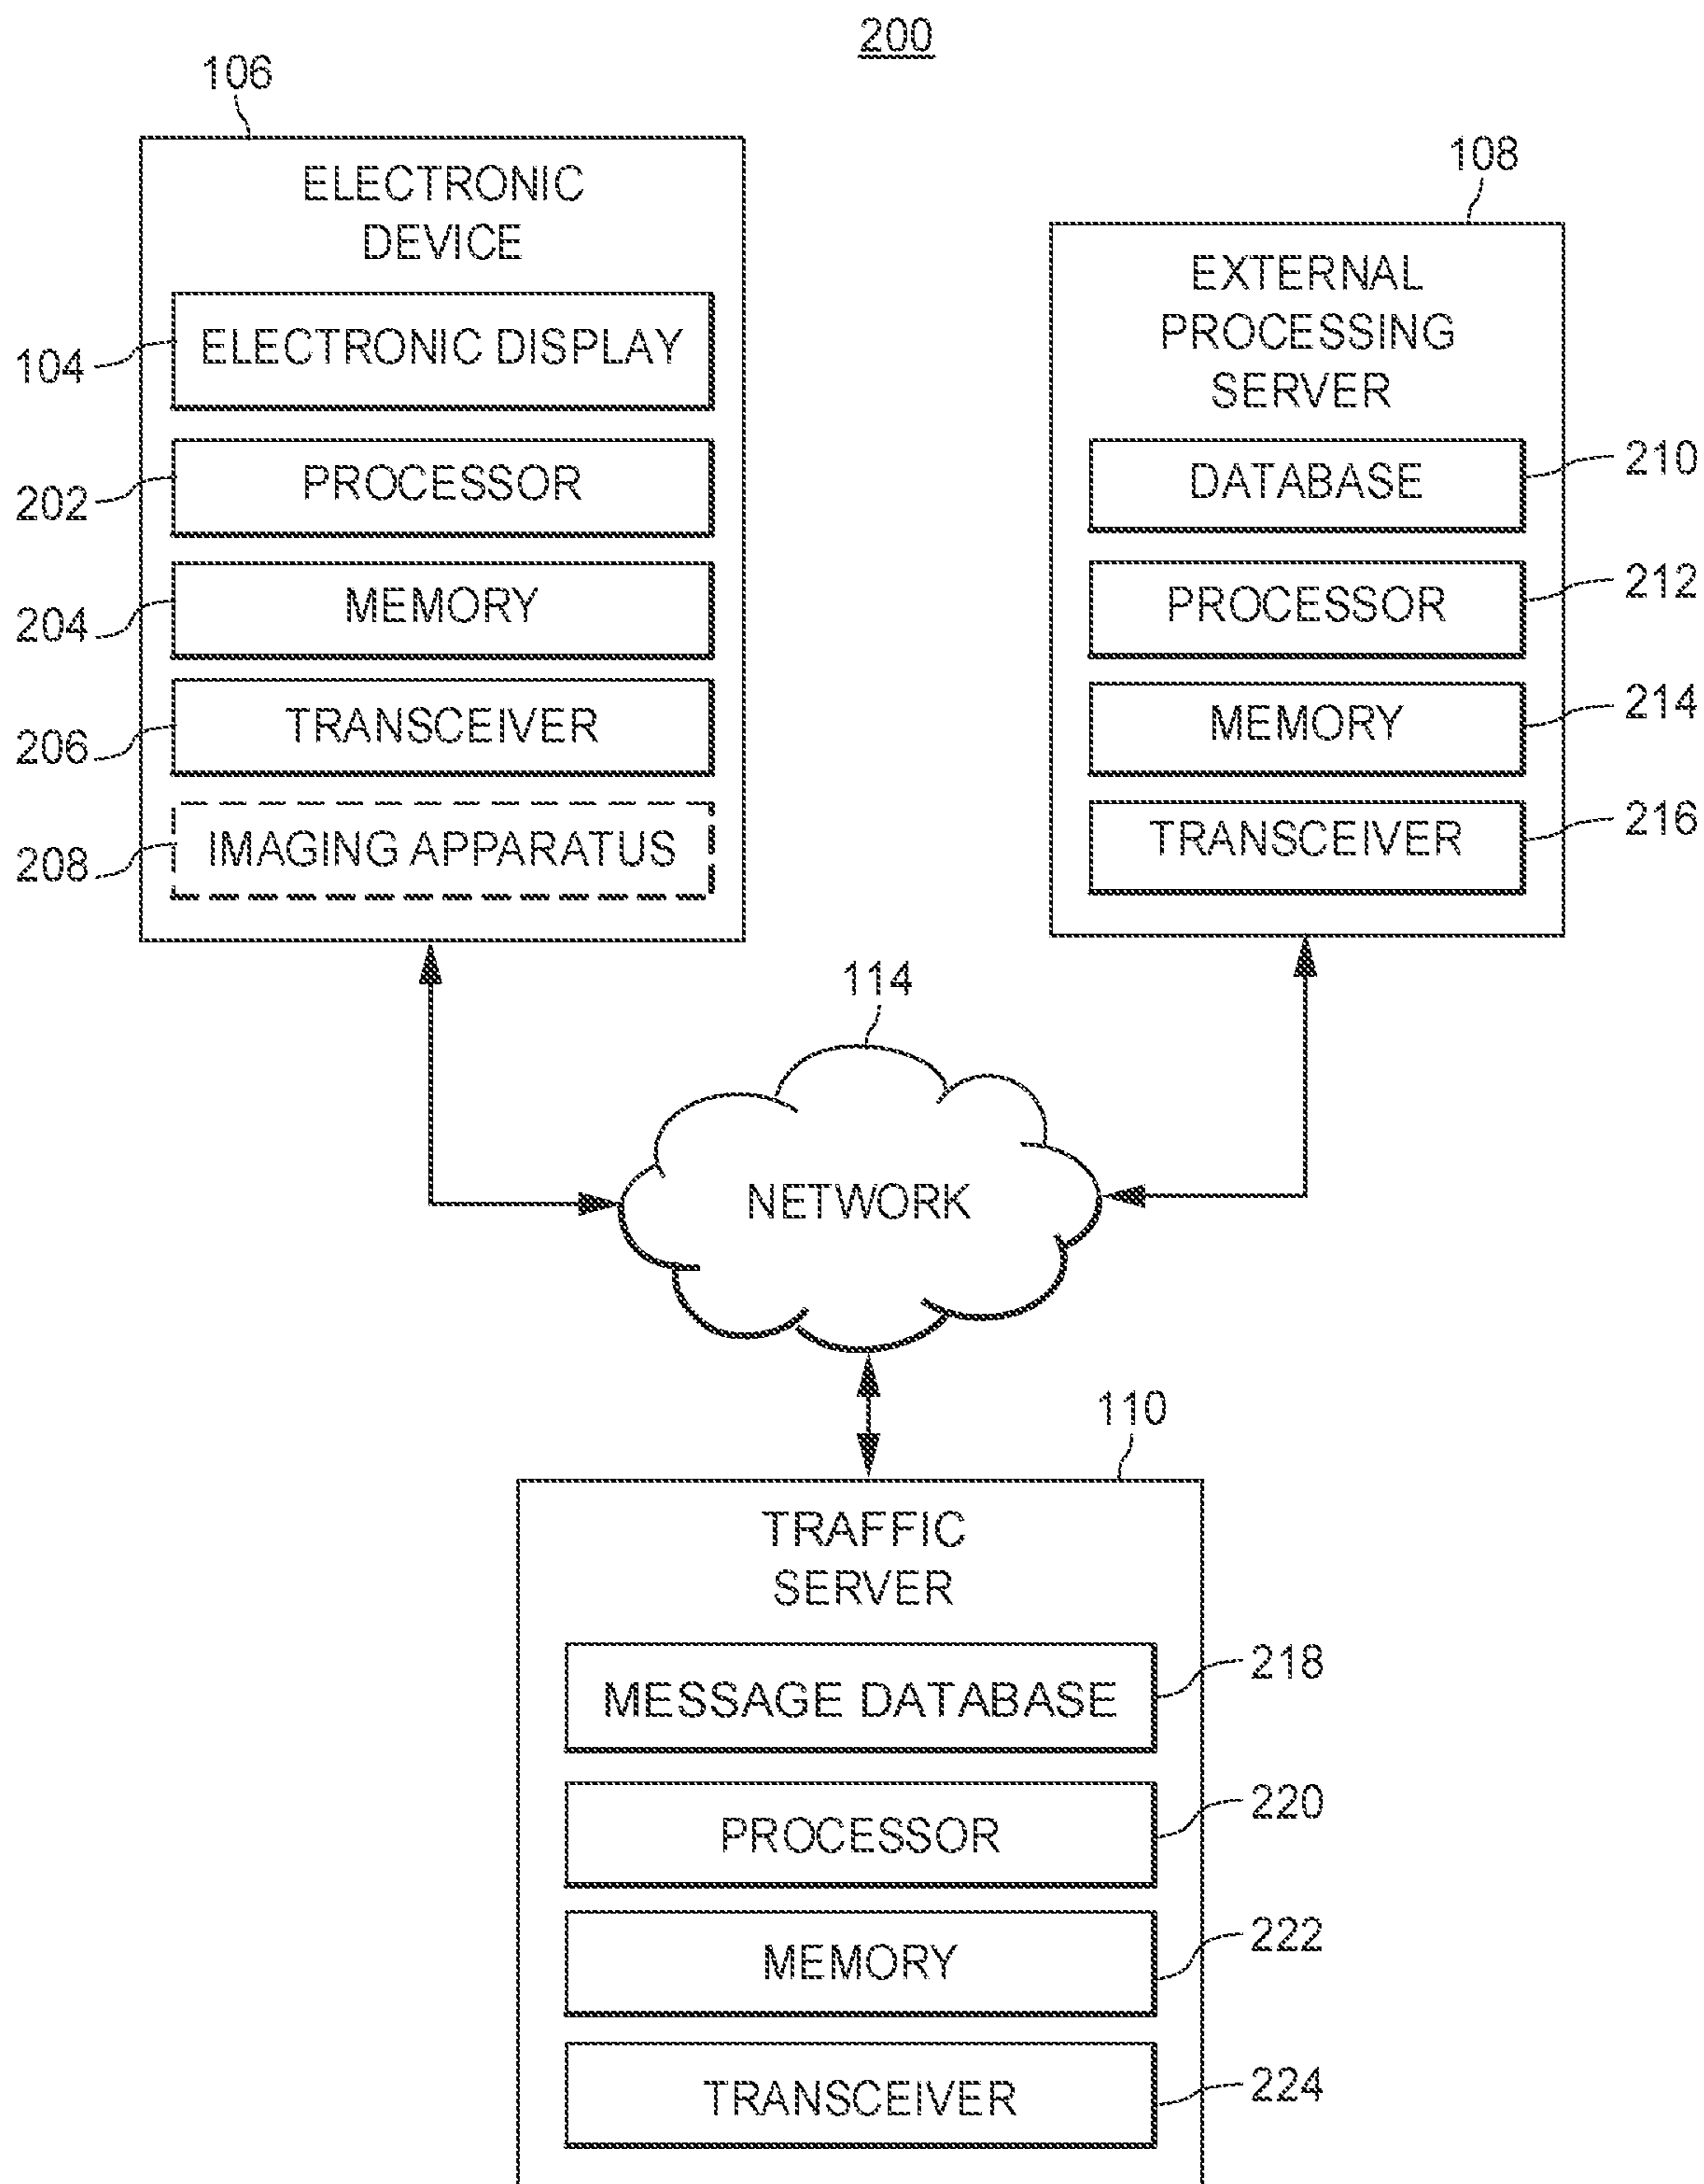 200
106
ELECTRONIC
DEVICE
104
ELECTRONIC DISPLAY
202
PROCESSOR
204
MEMORY
206
TRANSCEIVER
208
IMAGING APPARATUS
108
EXTERNAL
PROCESSING
SERVER
DATABASE
210
PROCESSOR
212
MEMORY
214
TRANSCEIVER
216
114
NETWORK
110
TRAFFIC
SERVER
MESSAGE DATABASE
218
PROCESSOR
220
MEMORY
222
TRANSCEIVER
224